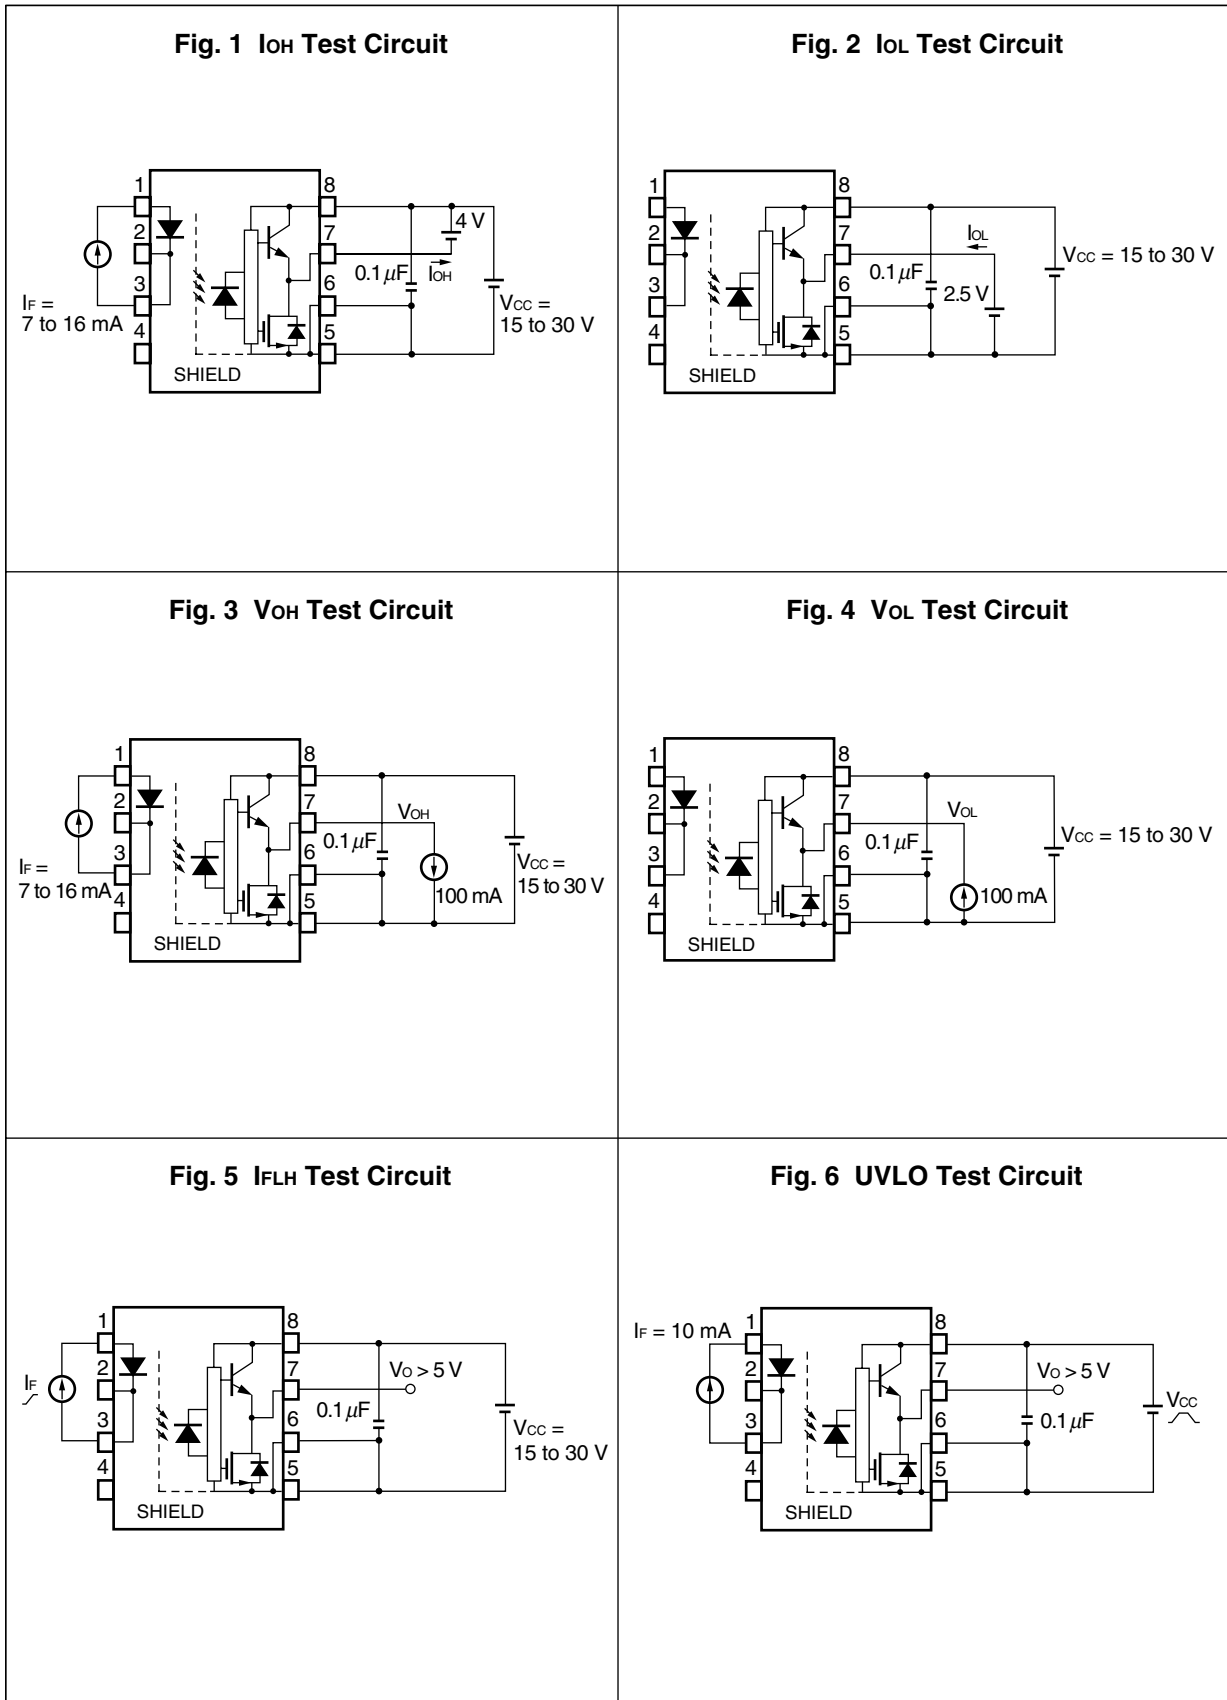 Fig. 1 IOH Test Circuit
1
2
3
4
8
7
6
5
4 V
0.1 μF
IOH
IF =
7 to 16 mA
VCC =
15 to 30 V
SHIELD
Fig. 2 IOL Test Circuit
1
2
3
4
8
7
6
5
IOL
0.1 μF
2.5 V
VCC = 15 to 30 V
SHIELD
Fig. 3 VOH Test Circuit
1
2
3
4
8
7
6
5
VOH
0.1 μF
IF =
7 to 16 mA
100 mA
VCC =
15 to 30 V
SHIELD
Fig. 4 VOL Test Circuit
1
2
3
4
8
7
6
5
VOL
0.1 μF
100 mA
VCC = 15 to 30 V
SHIELD
Fig. 5 IFLH Test Circuit
1
2
3
4
8
7
6
5
IF
VO > 5 V
0.1 μF
VCC =
15 to 30 V
SHIELD
Fig. 6 UVLO Test Circuit
IF = 10 mA
1
2
3
4
8
7
6
5
VO > 5 V
0.1 μF
VCC
SHIELD